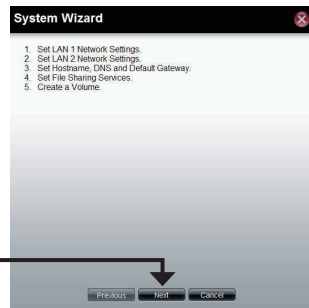 System Wizard
1. Set LAN 1 Network Settings.
2. Set LAN 2 Network Settings.
3. Set Hostname, DNS and Default Gateway.
4. Set File Sharing Services.
5. Create a Volume.
Previous Next Cancel